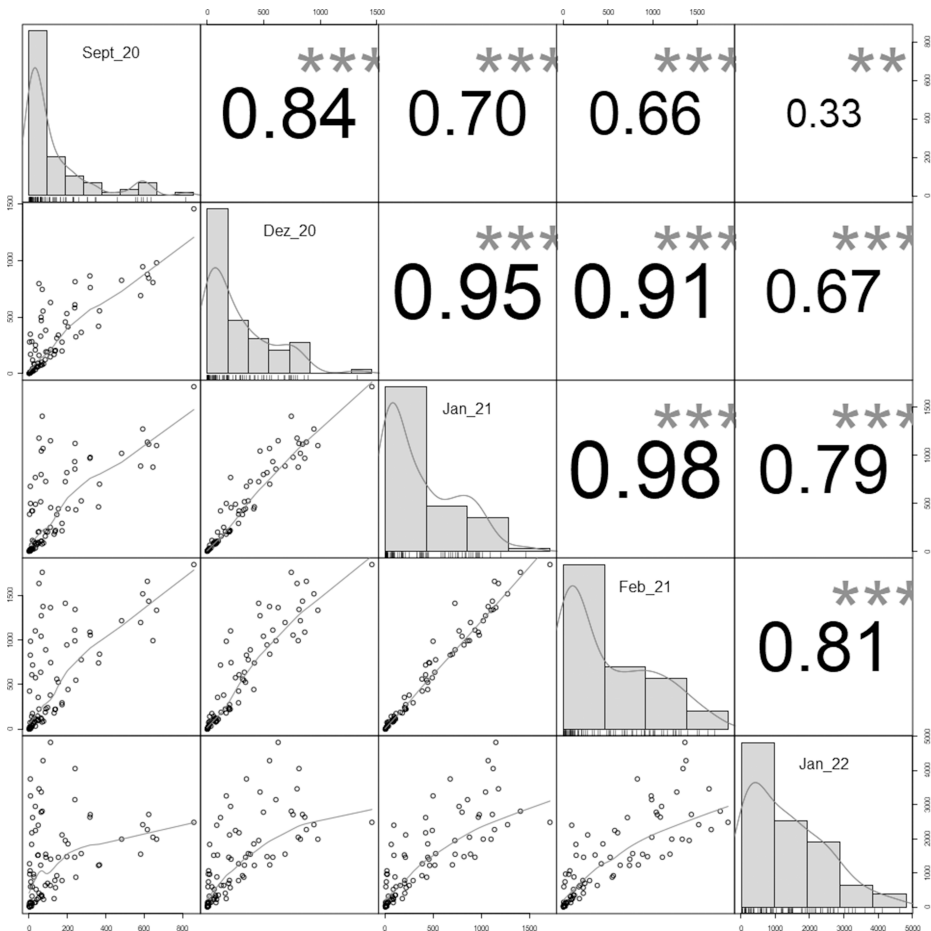 0 500 1000 1500 0 500 1000 1500
Sept_20 *** 0.84 *** 0.70 *** 0.66 ** 0.33
0 200 400 600 800
0 500 1000 1500
Dez_20 *** 0.95 *** 0.91 *** 0.67
Jan_21 *** 0.98 *** 0.79
0 500 1000 1500
0 500 1000 1500
Feb_21 *** 0.81
Jan_22
0 1000 2000 3000 4000 5000
0 200 400 600 800 0 500 1000 1500 0 1000 2000 3000 4000 5000